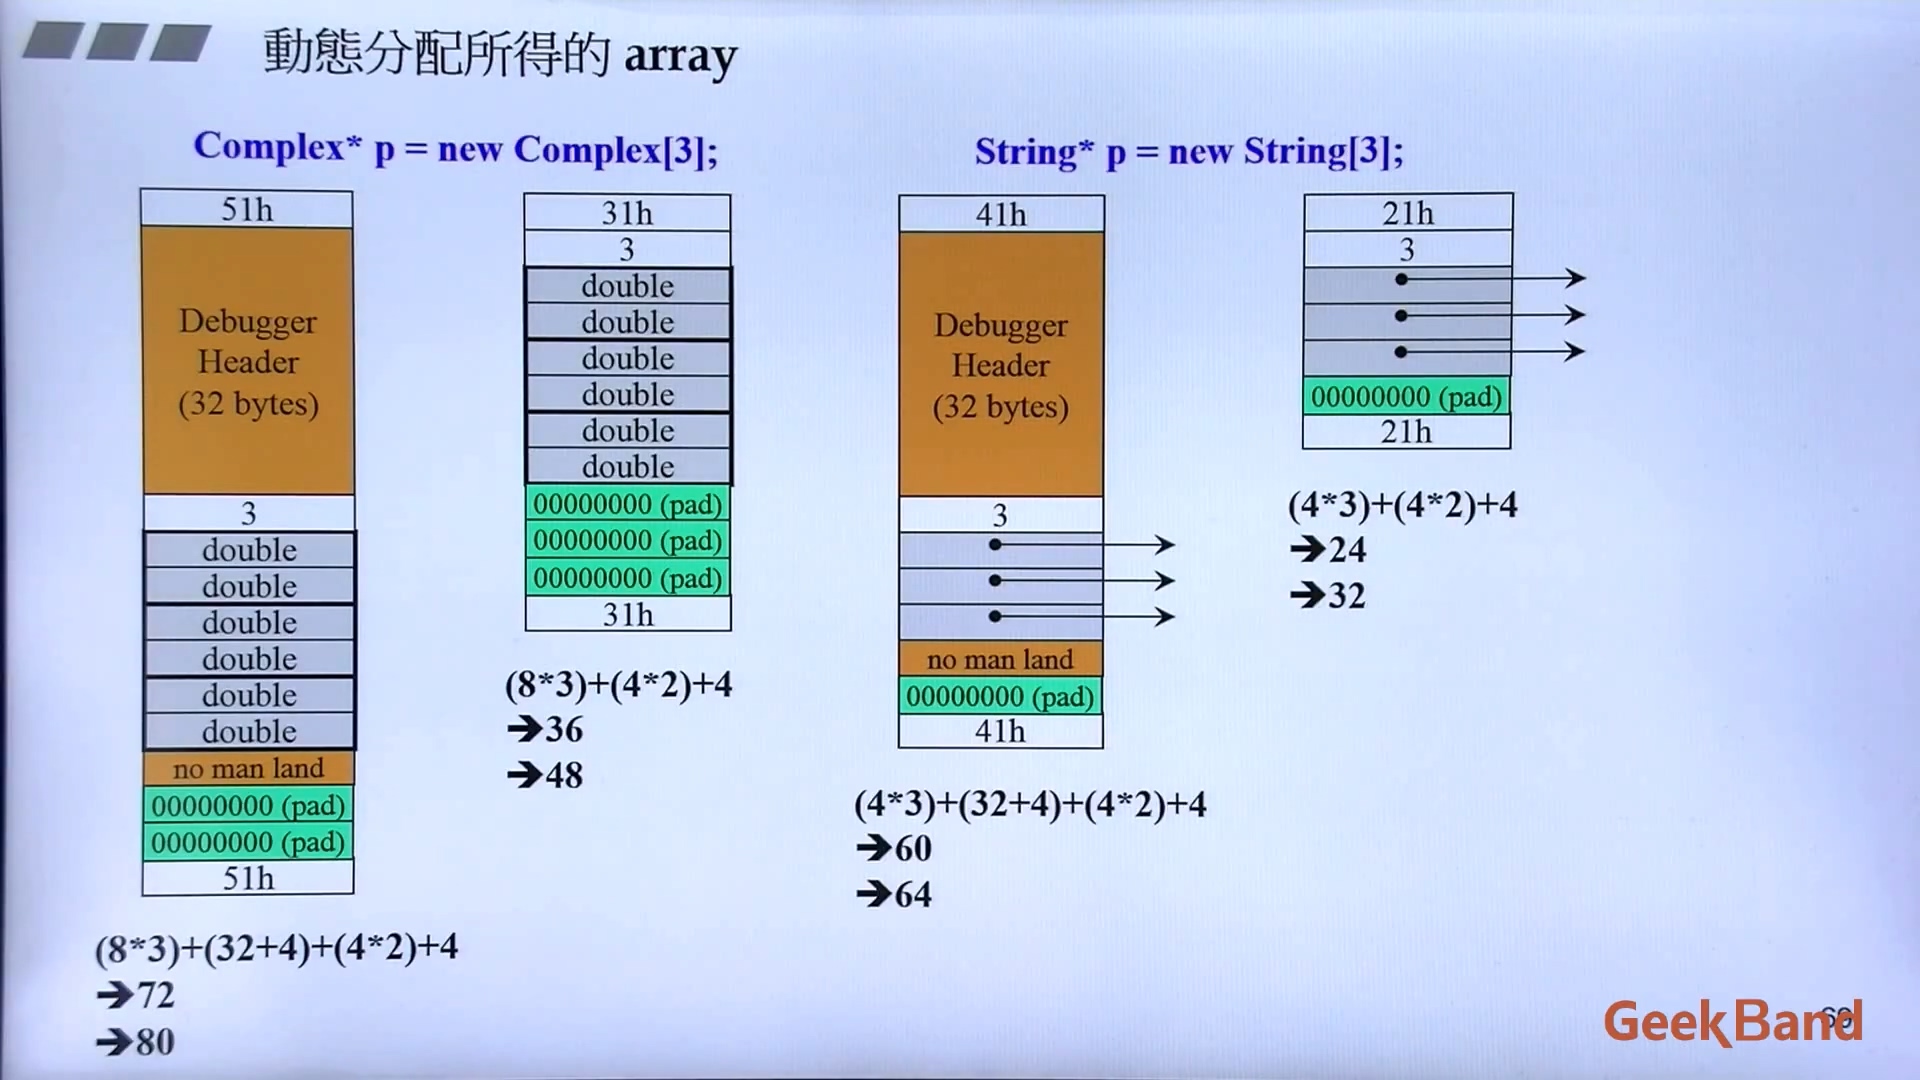 動態分配所得的 array
Complex* p = new Complex[3];
51h
Debugger
Header
(32 bytes)
3
double
double
double
double
double
double
no man land
00000000 (pad)
00000000 (pad)
51h
(8*3)+(32+4)+(4*2)+4
➔72
➔80
31h
3
double
double
double
double
double
double
00000000 (pad)
00000000 (pad)
00000000 (pad)
31h
(8*3)+(4*2)+4
➔36
➔48
String* p = new String[3];
41h
Debugger
Header
(32 bytes)
3
no man land
00000000 (pad)
41h
(4*3)+(32+4)+(4*2)+4
➔60
➔64
21h
3
00000000 (pad)
21h
(4*3)+(4*2)+4
➔24
➔32
GeekBand